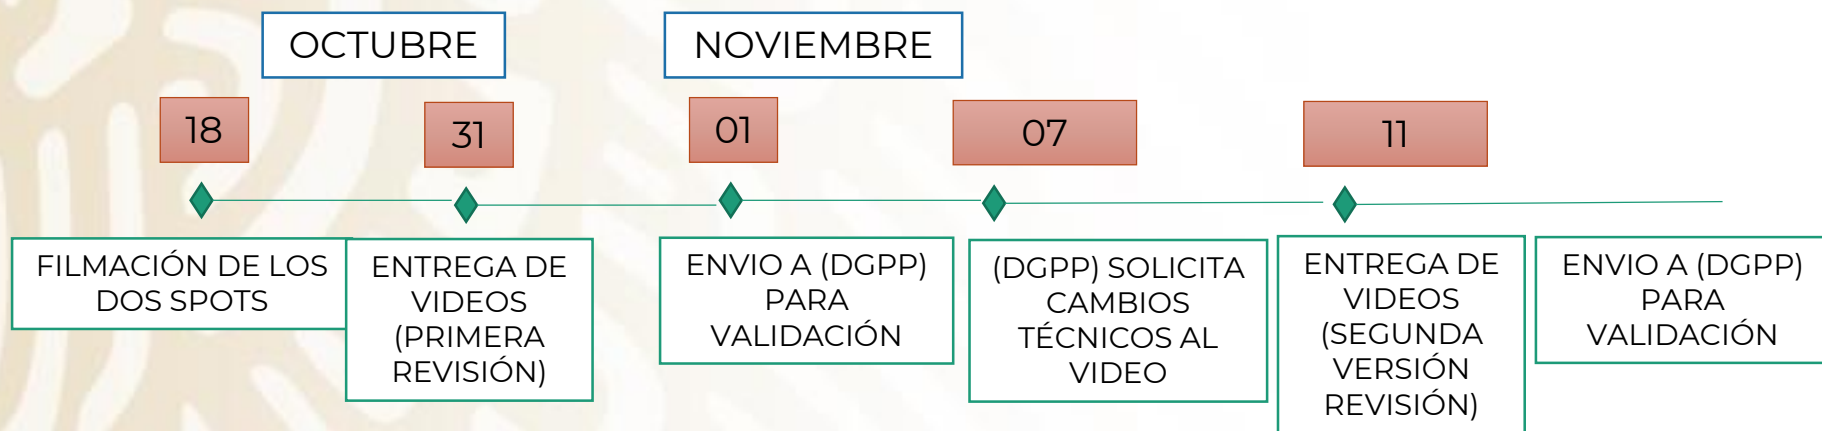 OCTUBRE
NOVIEMBRE
18
31
01
07
11
FILMACIÓN DE LOS
DOS SPOTS
ENTREGA DE
VIDEOS
(PRIMERA
REVISIÓN)
ENVIO A (DGPP)
PARA
VALIDACIÓN
(DGPP) SOLICITA
CAMBIOS
TÉCNICOS AL
VIDEO
ENTREGA DE
VIDEOS
(SEGUNDA
VERSIÓN
REVISIÓN)
ENVIO A (DGPP)
PARA
VALIDACIÓN